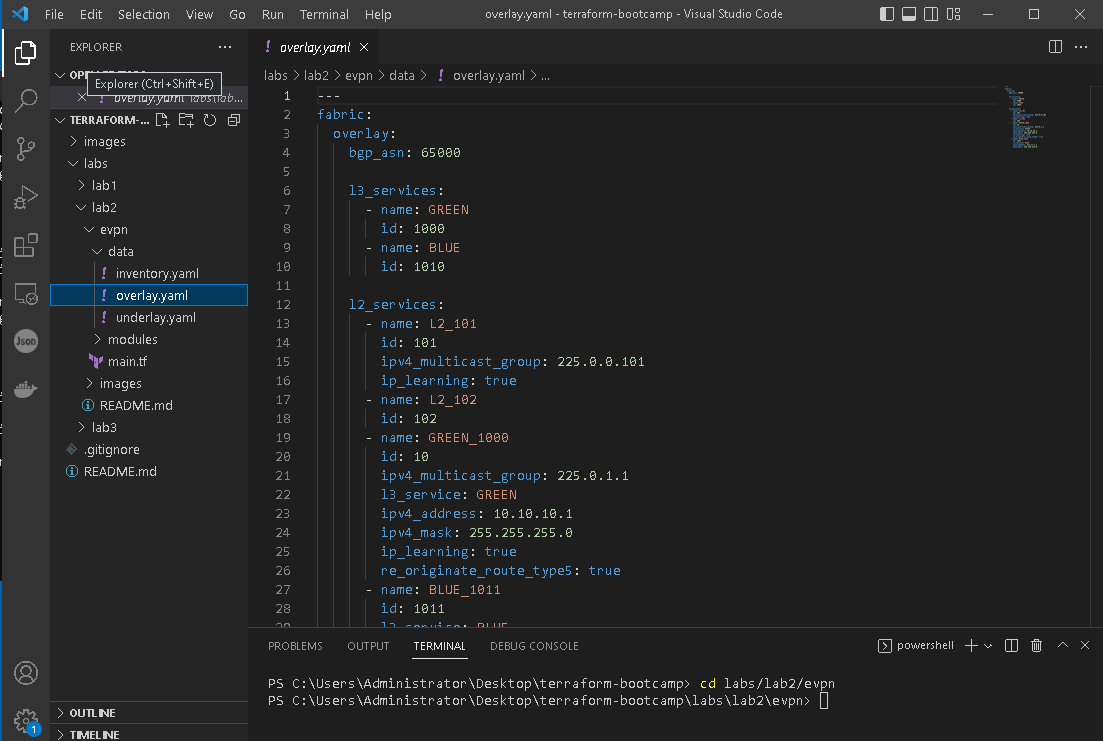 File Edit Selection View Go Run Terminal Help overlay.yaml - terraform-bootcamp - Visual Studio Code
EXPLORER
Explorer (Ctrl+Shift+E)
overlay.yaml labs\lab...
TERRAFORM-...
images
labs
lab1
lab2
evpn
data
inventory.yaml
overlay.yaml
underlay.yaml
modules
main.tf
images
README.md
lab3
.gitignore
README.md
OUTLINE
TIMELINE
Json
1
! overlay.yaml
labs > lab2 > evpn > data > ! overlay.yaml > ...
1 ---
2 fabric:
3 overlay:
4 bgp_asn: 65000
5
6 l3_services:
7 - name: GREEN
8 id: 1000
9 - name: BLUE
10 id: 1010
11
12 l2_services:
13 - name: L2_101
14 id: 101
15 ipv4_multicast_group: 225.0.0.101
16 ip_learning: true
17 - name: L2_102
18 id: 102
19 - name: GREEN_1000
20 id: 10
21 ipv4_multicast_group: 225.0.1.1
22 l3_service: GREEN
23 ipv4_address: 10.10.10.1
24 ipv4_mask: 255.255.255.0
25 ip_learning: true
26 re_originate_route_type5: true
27 - name: BLUE_1011
28 id: 1011
29 l3_service: BLUE
PROBLEMS OUTPUT TERMINAL DEBUG CONSOLE powershell
PS C:\Users\Administrator\Desktop\terraform-bootcamp> cd labs/lab2/evpn
PS C:\Users\Administrator\Desktop\terraform-bootcamp\labs\lab2\evpn>